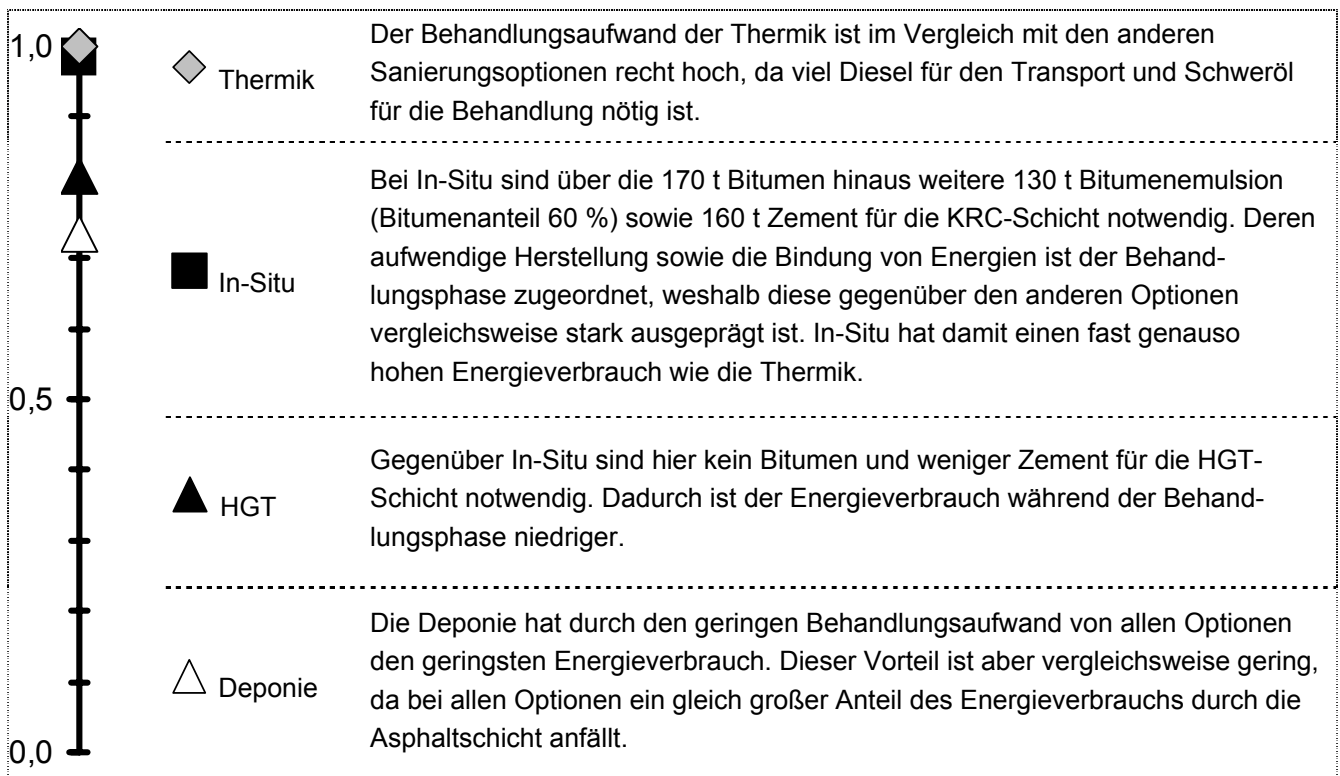 1,0
Thermik
Der Behandlungsaufwand der Thermik ist im Vergleich mit den anderen
Sanierungsoptionen recht hoch, da viel Diesel für den Transport und Schweröl
für die Behandlung nötig ist.
In-Situ
Bei In-Situ sind über die 170 t Bitumen hinaus weitere 130 t Bitumenemulsion
(Bitumenanteil 60 %) sowie 160 t Zement für die KRC-Schicht notwendig. Deren
aufwendige Herstellung sowie die Bindung von Energien ist der Behand-
lungsphase zugeordnet, weshalb diese gegenüber den anderen Optionen
vergleichsweise stark ausgeprägt ist. In-Situ hat damit einen fast genauso
hohen Energieverbrauch wie die Thermik.
0,5
HGT
Gegenüber In-Situ sind hier kein Bitumen und weniger Zement für die HGT-
Schicht notwendig. Dadurch ist der Energieverbrauch während der Behand-
lungsphase niedriger.
Deponie
Die Deponie hat durch den geringen Behandlungsaufwand von allen Optionen
den geringsten Energieverbrauch. Dieser Vorteil ist aber vergleichsweise gering,
da bei allen Optionen ein gleich großer Anteil des Energieverbrauchs durch die
Asphaltschicht anfällt.
0,0